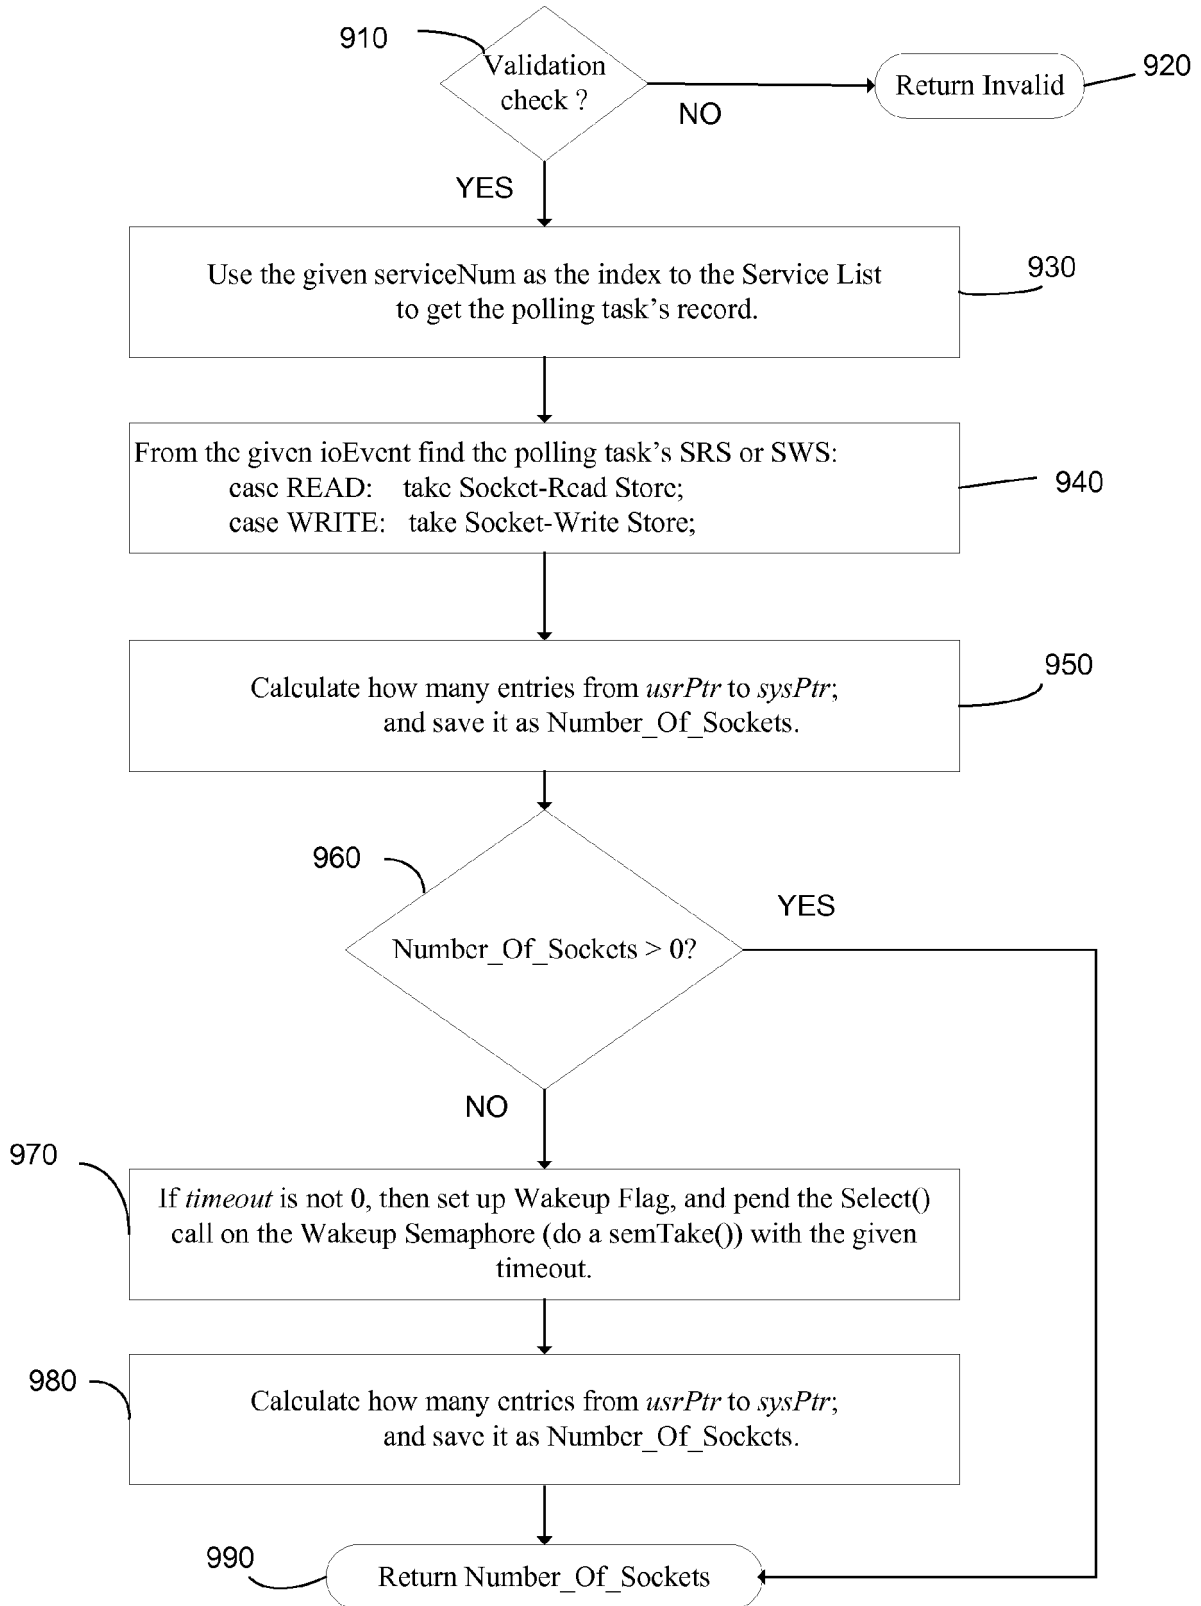 910
Validation
check ?
NO
Return Invalid
920
YES
Use the given serviceNum as the index to the Service List
to get the polling task's record.
930
From the given ioEvent find the polling task's SRS or SWS:
case READ: take Socket-Read Store;
case WRITE: take Socket-Write Store;
940
Calculate how many entries from usrPtr to sysPtr;
and save it as Number_Of_Sockets.
950
960
Number_Of_Sockets > 0?
YES
NO
970
If timeout is not 0, then set up Wakeup Flag, and pend the Select()
call on the Wakeup Semaphore (do a semTake()) with the given
timeout.
980
Calculate how many entries from usrPtr to sysPtr;
and save it as Number_Of_Sockets.
990
Return Number_Of_Sockets